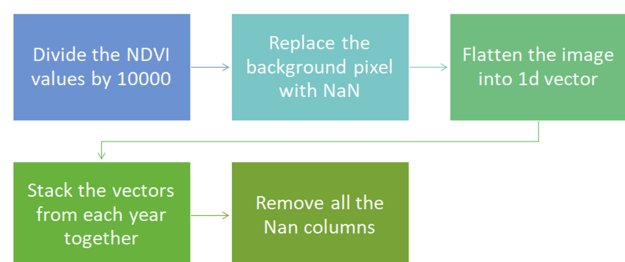 Divide the NDVI
values by 10000
Replace the
background pixel
with NaN
Flatten the image
into 1d vector
Stack the vectors
from each year
together
Remove all the
Nan columns